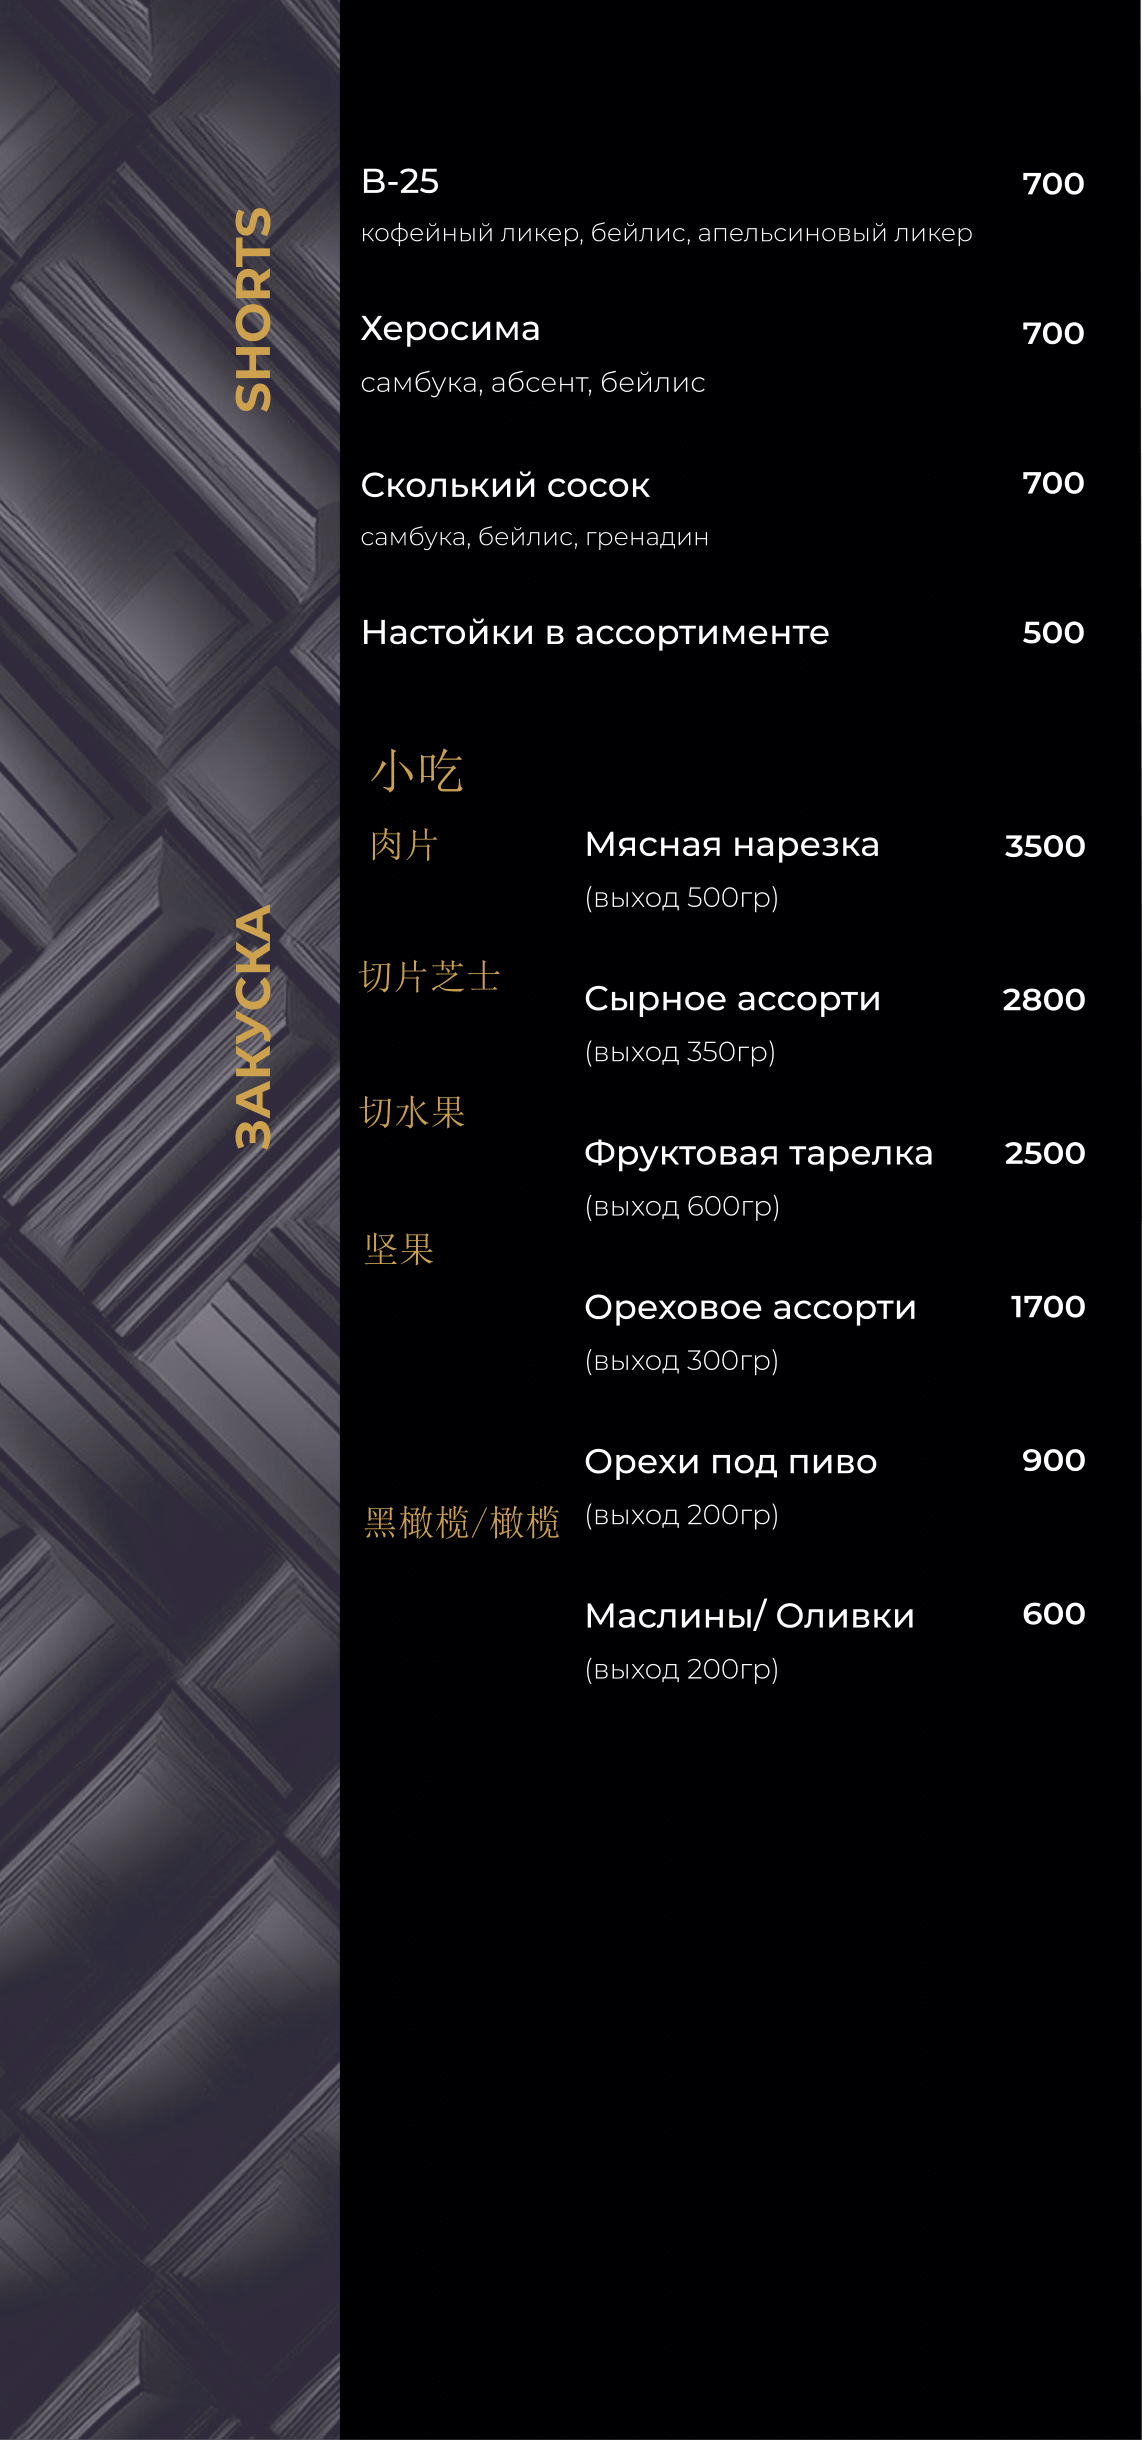 SHORTS
В-25 700
кофейный ликер, бейлис, апельсиновый ликер
Херосима 700
самбука, абсент, бейлис
Сколький сосок 700
самбука, бейлис, гренадин
Настойки в ассортименте 500
ЗАКУСКА
小吃
肉片 Мясная нарезка 3500
(выход 500гр)
切片芝士
Сырное ассорти 2800
(выход 350гр)
切水果
Фруктовая тарелка 2500
(выход 600гр)
坚果
Ореховое ассорти 1700
(выход 300гр)
Орехи под пиво 900
黑橄榄/橄榄 (выход 200гр)
Маслины/ Оливки 600
(выход 200гр)